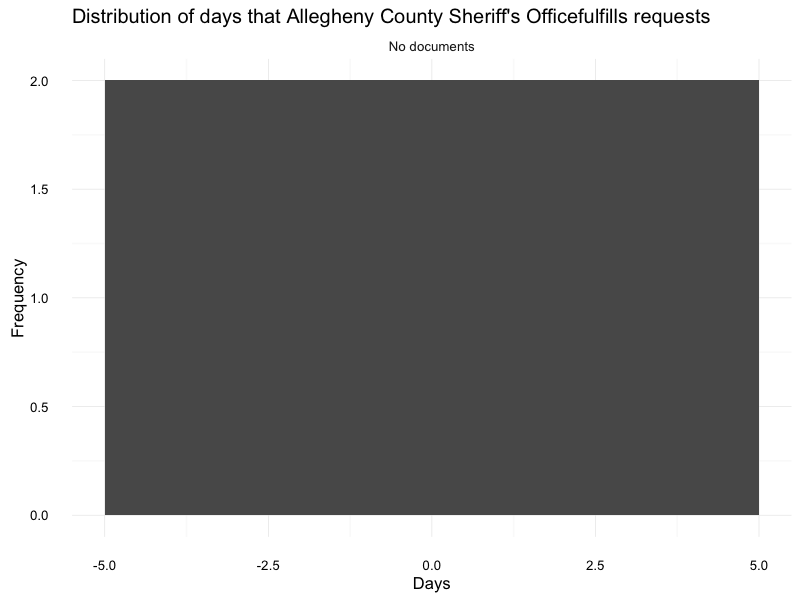 Distribution of days that Allegheny County Sheriff's Officefulfills requests
No documents
2.0
1.5
1.0
0.5
0.0
Frequency
-5.0 -2.5 0.0 2.5 5.0
Days